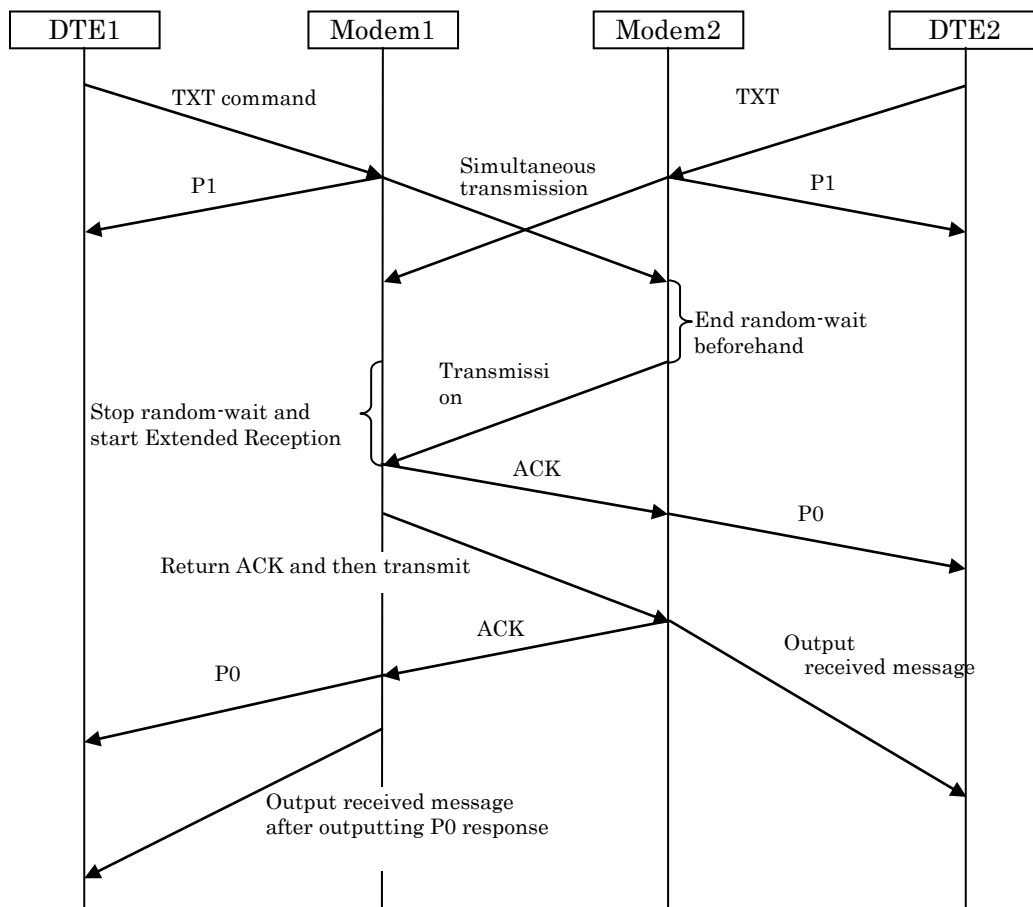 DTE1
Modem1
Modem2
DTE2
TXT command
TXT
Simultaneous
transmission
P1
P1
End random-wait
beforehand
Transmissi
on
Stop random-wait and
start Extended Reception
ACK
P0
Return ACK and then transmit
ACK
Output
received message
P0
Output received message
after outputting P0 response